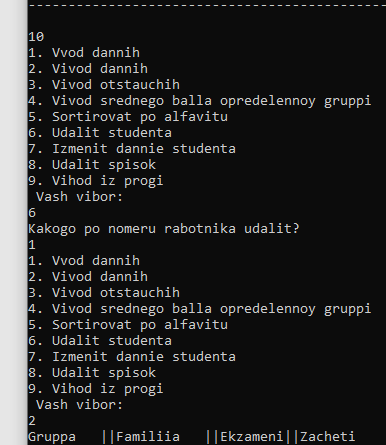 --------------------------------------------------
10
1. Vvod dannih
2. Vivod dannih
3. Vivod otstauchih
4. Vivod srednego balla opredelennoy gruppi
5. Sortirovat po alfavitu
6. Udalit studenta
7. Izmenit dannie studenta
8. Udalit spisok
9. Vihod iz progi
 Vash vibor:
6
Kakogo po nomeru rabotnika udalit?
1
1. Vvod dannih
2. Vivod dannih
3. Vivod otstauchih
4. Vivod srednego balla opredelennoy gruppi
5. Sortirovat po alfavitu
6. Udalit studenta
7. Izmenit dannie studenta
8. Udalit spisok
9. Vihod iz progi
 Vash vibor:
2
Gruppa   ||Familiia   ||Ekzameni||Zacheti